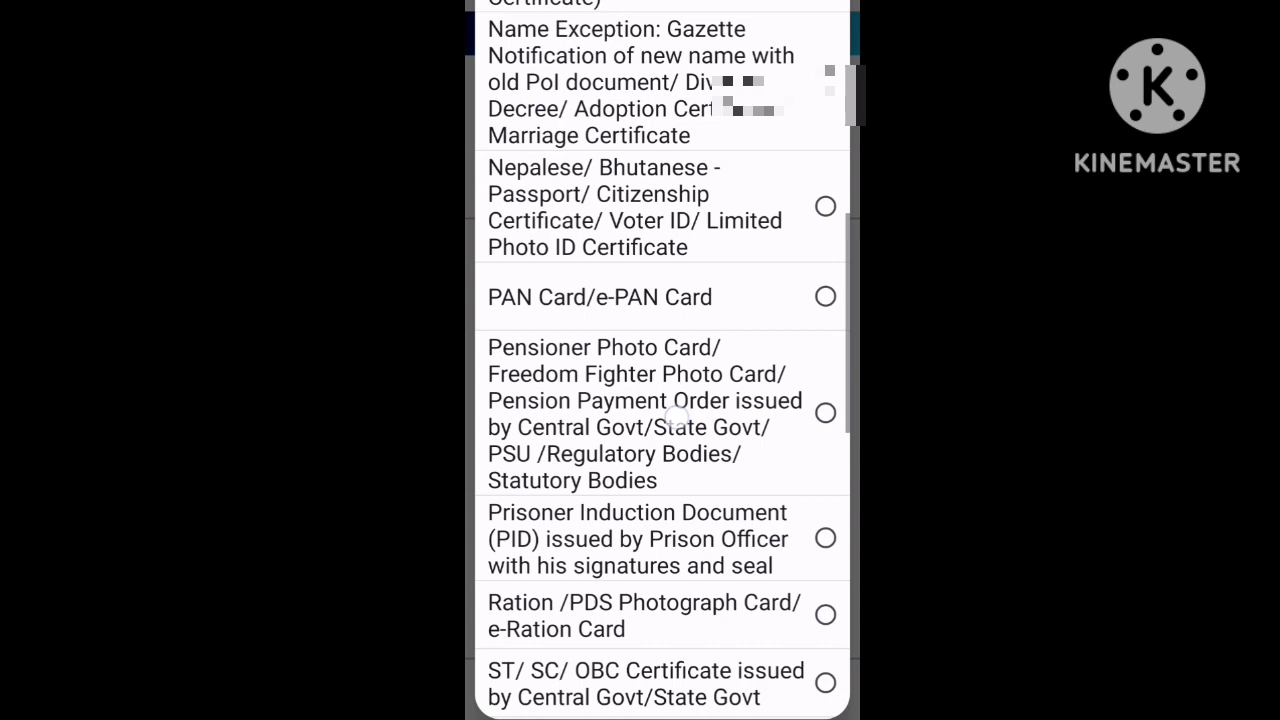 Certificate)
Name Exception: Gazette
Notification of new name with
old PoI document/
Decree/ Adoption
Marriage Certificate
Nepalese/ Bhutanese -
Passport/ Citizenship
Certificate/ Voter ID/ Limited
Photo ID Certificate
PAN Card/e-PAN Card
Pensioner Photo Card/
Freedom Fighter Photo Card/
Pension Payment Order issued
by Central Govt/State Govt/
PSU /Regulatory Bodies/
Statutory Bodies
Prisoner Induction Document
(PID) issued by Prison Officer
with his signatures and seal
Ration /PDS Photograph Card/
e-Ration Card
ST/ SC/ OBC Certificate issued
by Central Govt/State Govt
K
KINEMASTER